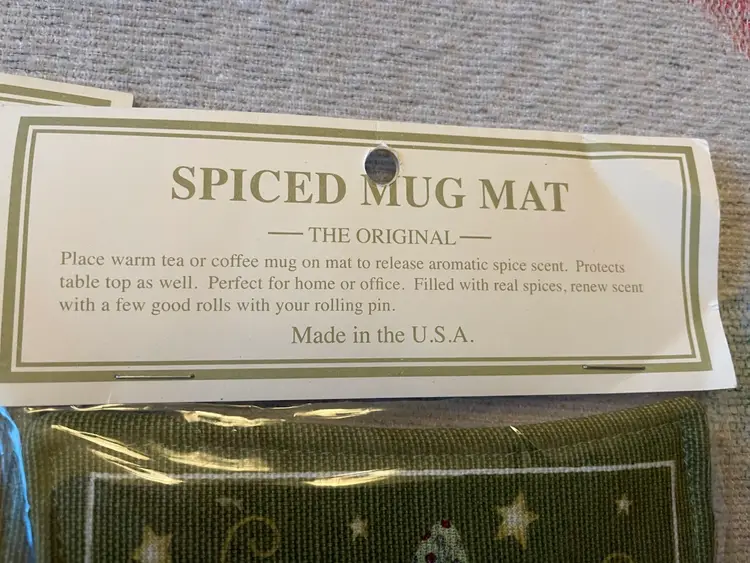 SPICED MUG MAT
THE ORIGINAL
Place warm tea or coffee mug on mat to release aromatic spice scent. Protects
table top as well. Perfect for home or office. Filled with real spices, renew scent
with a few good rolls with your rolling pin.
Made in the U.S.A.